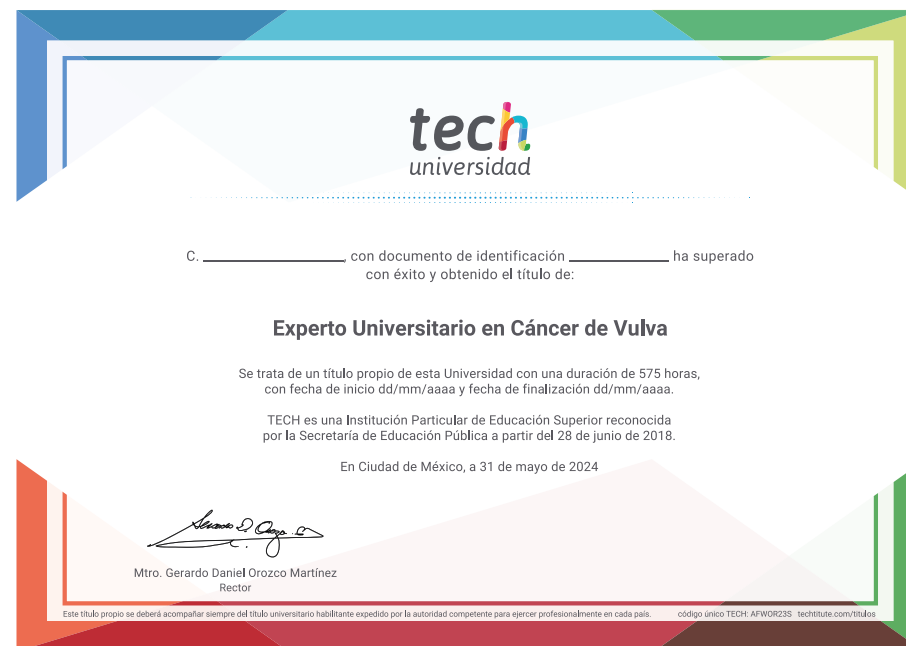 tech
universidad
C. ____________, con documento de identificación ____________ ha superado
con éxito y obtenido el título de:
Experto Universitario en Cáncer de Vulva
Se trata de un título propio de esta Universidad con una duración de 575 horas,
con fecha de inicio dd/mm/aaaa y fecha de finalización dd/mm/aaaa.
TECH es una Institución Particular de Educación Superior reconocida
por la Secretaría de Educación Pública a partir del 28 de junio de 2018.
En Ciudad de México, a 31 de mayo de 2024
Mtro. Gerardo Daniel Orozco Martínez
Rector
Este título propio se deberá acompañar siempre del título universitario habilitante expedido por la autoridad competente para ejercer profesionalmente en cada país. código único TECH: AFWOR23S techtitute.com/titulos